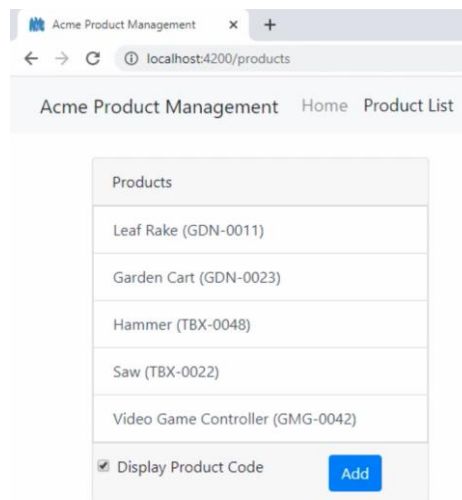 Acme Product Management
localhost:4200/products
Acme Product Management Home Product List
Products
Leaf Rake (GDN-0011)
Garden Cart (GDN-0023)
Hammer (TBX-0048)
Saw (TBX-0022)
Video Game Controller (GMG-0042)
Display Product Code Add